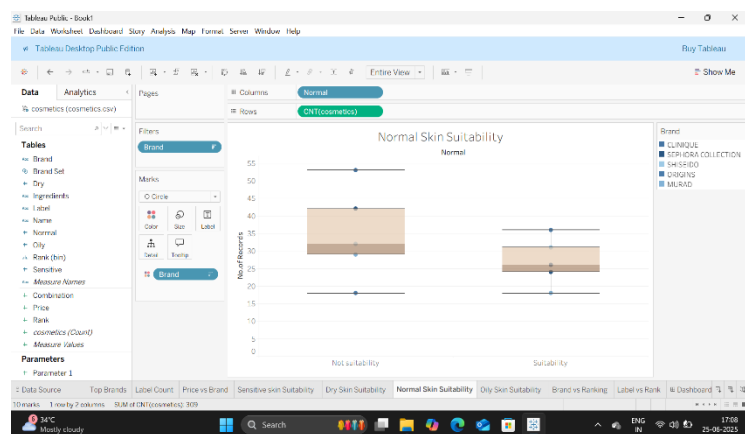 Tableau Public - Book1
File Data Worksheet Dashboard Story Analysis Map Format Server Window Help
Tableau Desktop Public Edition
Buy Tableau
Entire View
Show Me
Data Analytics
Pages
Columns
Normal
cosmetics (cosmetics.csv)
Rows
CNT(cosmetics)
Search
Filters
Brand
Tables
Brand
Brand Set
Dry
Ingredients
Label
Name
Normal
Oily
Rank (bin)
Sensitive
Measure Names
Combination
Price
Rank
cosmetics (Count)
Measure Values
Parameters
Parameter 1
Marks
Circle
Color Size Label
Detail Tooltip
Brand
Normal Skin Suitability
Normal
No.of Records
55
50
45
40
35
30
25
20
15
10
5
0
Not suitability
Suitability
Brand
CLINIQUE
SEPHORA COLLECTION
SHISEIDO
ORIGINS
MURAD
Data Source Top Brands Label Count Price vs Brand Sensitive skin Suitability Dry Skin Suitability Normal Skin Suitability Oily Skin Suitability Brand vs Ranking Label vs Rank Dashboard
10 marks 1 row by 2 columns SUM of CNT(cosmetics): 309
34°C
Mostly cloudy
Search
ENG
IN
17:08
25-06-2025